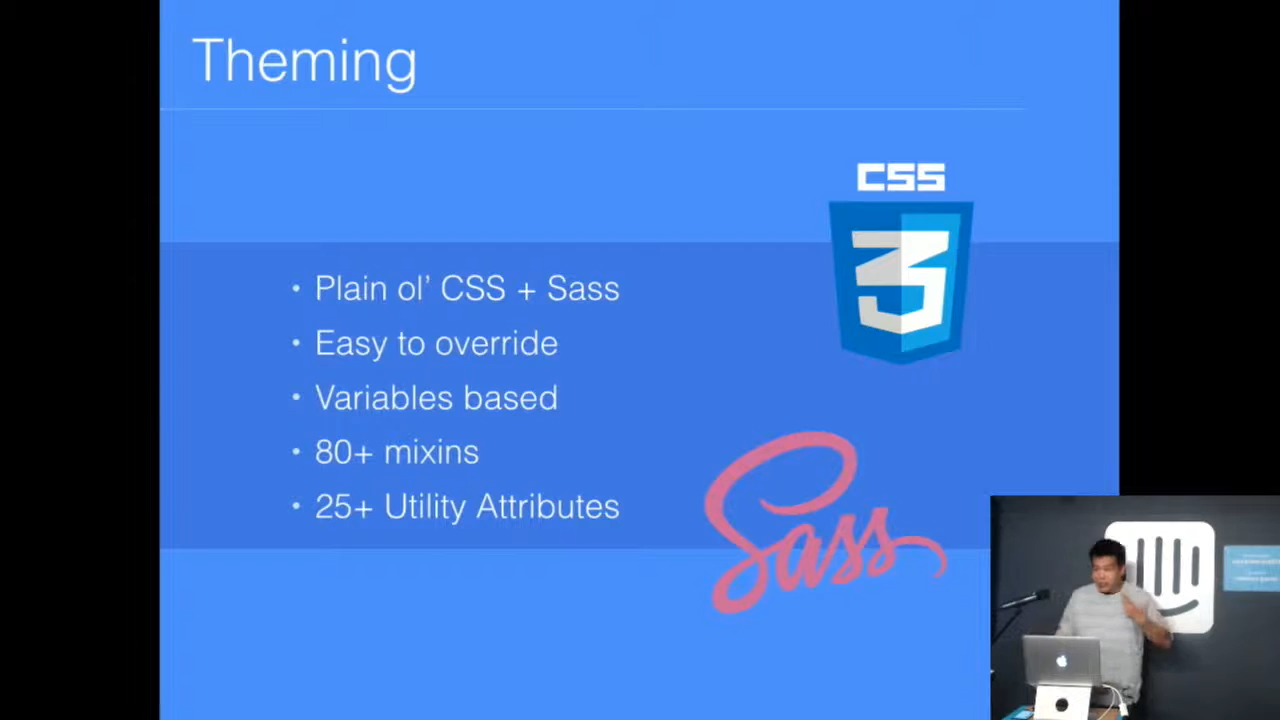 Theming
CSS
3
• Plain ol’ CSS + Sass
• Easy to override
• Variables based
• 80+ mixins
• 25+ Utility Attributes
Sass